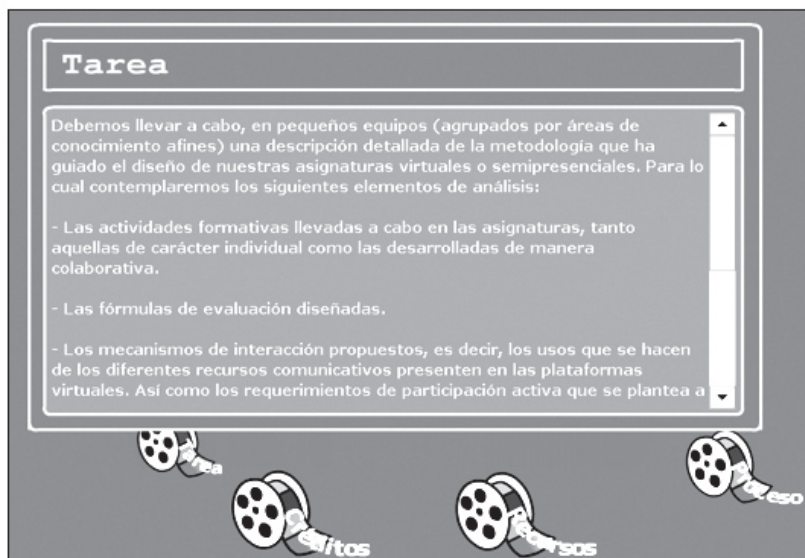 Tarea
Debemos llevar a cabo, en pequeños equipos (agrupados por áreas de
conocimiento afines) una descripción detallada de la metodología que ha
guiado el diseño de nuestras asignaturas virtuales o semipresenciales. Para lo
cual contemplaremos los siguientes elementos de análisis:
- Las actividades formativas llevadas a cabo en las asignaturas, tanto
aquellas de carácter individual como las desarrolladas de manera
colaborativa.
- Las fórmulas de evaluación diseñadas.
- Los mecanismos de interacción propuestos, es decir, los usos que se hacen
de los diferentes recursos comunicativos presenten en las plataformas
virtuales. Así como los requerimientos de participación activa que se plantea a
Tarea
Créditos
Recursos
Proceso